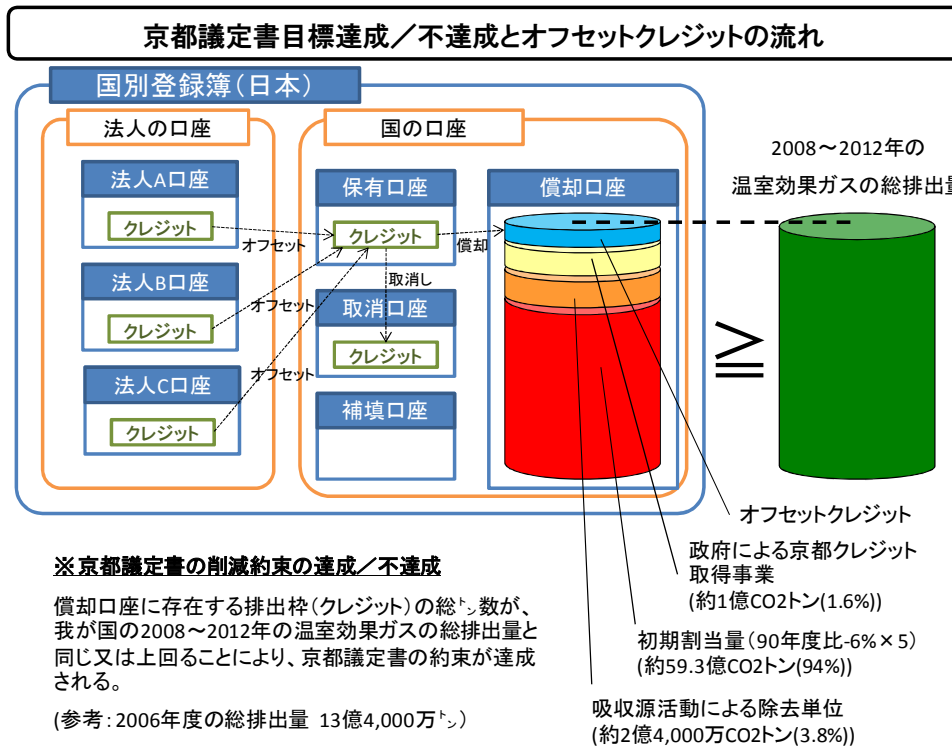 京都議定書目標達成／不達成とオフセットクレジットの流れ
国別登録簿（日本）
法人の口座
国の口座
法人A口座
クレジット
法人B口座
クレジット
法人C口座
クレジット
オフセット
オフセット
オフセット
保有口座
クレジット
償却
取消し
取消口座
クレジット
補填口座
償却口座
2008～2012年の
温室効果ガスの総排出量
≧
オフセットクレジット
政府による京都クレジット
取得事業
(約1億CO2トン(1.6%))
初期割当量（90年度比-6%×5）
(約59.3億CO2トン(94%))
吸収源活動による除去単位
(約2億4,000万CO2トン(3.8%))
※京都議定書の削減約束の達成／不達成
償却口座に存在する排出枠（クレジット）の総㌧数が、
我が国の2008～2012年の温室効果ガスの総排出量と
同じ又は上回ることにより、京都議定書の約束が達成
される。
(参考：2006年度の総排出量 13億4,000万㌧）